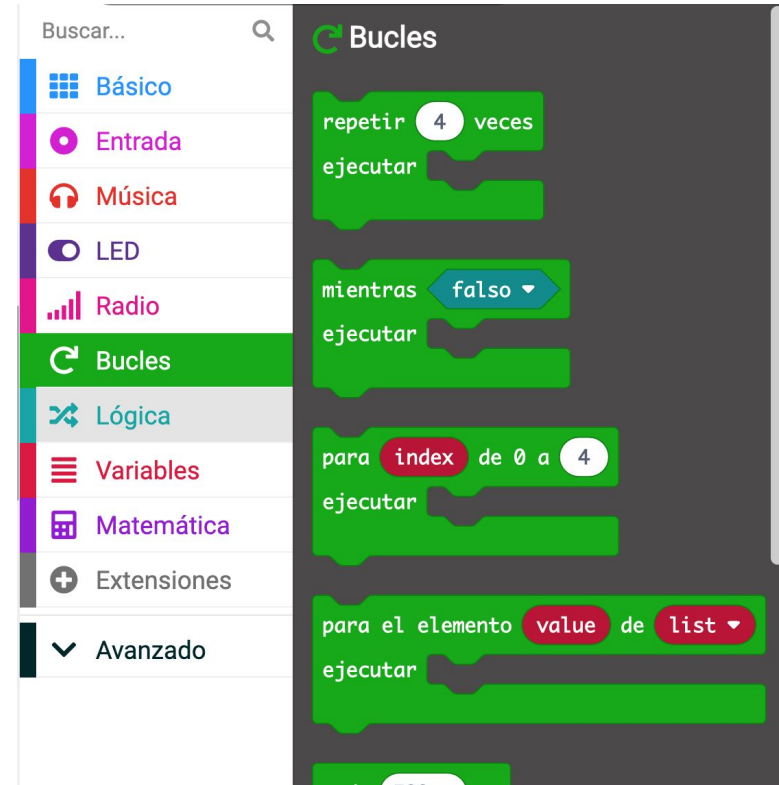 Buscar...
Básico
Entrada
Música
LED
Radio
Bucles
Lógica
Variables
Matemática
Extensiones
Avanzado
Bucles
repetir 4 veces
ejecutar
mientras falso
ejecutar
para index de 0 a 4
ejecutar
para el elemento value de list
ejecutar